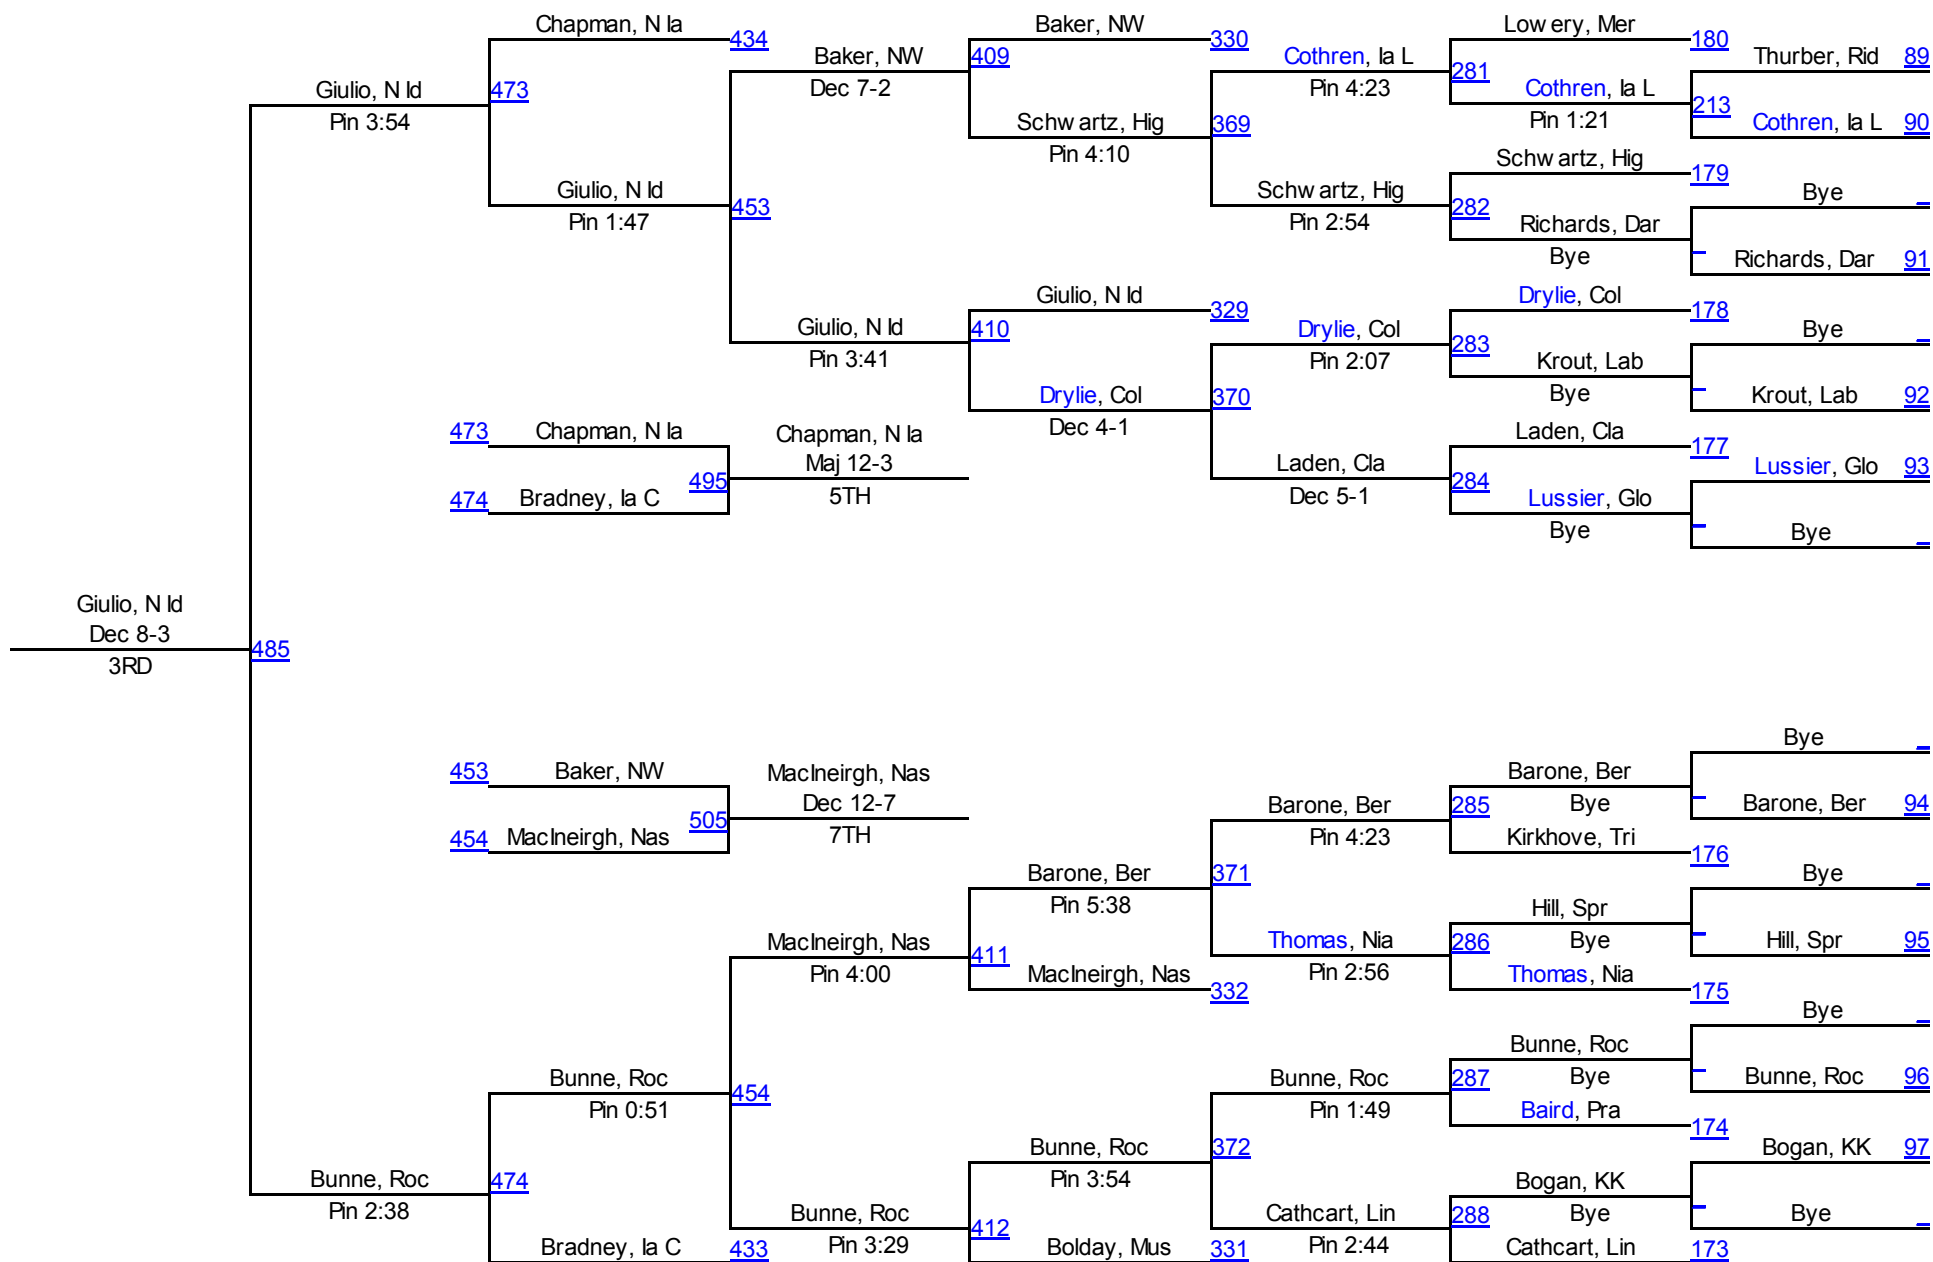 Chapman, N Ia
434
Baker, NW
330
Lowery, Mer
180
Baker, NW
Dec 7-2
409
Cothren, Ia L
Pin 4:23
281
Thurber, Rid
89
Giulio, N Id
Pin 3:54
473
Cothren, Ia L
Pin 1:21
213
Schwartz, Hig
Pin 4:10
369
Cothren, Ia L
90
Schwartz, Hig
179
Giulio, N Id
Pin 1:47
453
Schwartz, Hig
Pin 2:54
282
Bye
Richards, Dar
Bye
Richards, Dar
91
Giulio, N Id
329
Drylie, Col
178
Giulio, N Id
Pin 3:41
410
Drylie, Col
Pin 2:07
283
Bye
Krout, Lab
Bye
Drylie, Col
Dec 4-1
370
Krout, Lab
92
473
Chapman, N Ia
Chapman, N Ia
Maj 12-3
5TH
Laden, Cla
177
495
Laden, Cla
Dec 5-1
284
Lussier, Glo
93
474
Bradney, Ia C
Lussier, Glo
Bye
Bye
Giulio, N Id
Dec 8-3
3RD
485
Bye
453
Baker, NW
MacIneirgh, Nas
Dec 12-7
7TH
Barone, Ber
Bye
505
Barone, Ber
Pin 4:23
285
Barone, Ber
94
454
MacIneirgh, Nas
Kirkhove, Tri
176
Barone, Ber
Pin 5:38
371
Bye
Hill, Spr
Bye
MacIneirgh, Nas
Pin 4:00
411
Thomas, Nia
Pin 2:56
286
Hill, Spr
95
MacIneirgh, Nas
332
Thomas, Nia
175
Bye
Bunne, Roc
Bye
Bunne, Roc
Pin 0:51
454
Bunne, Roc
Pin 1:49
287
Bunne, Roc
96
Baird, Pra
174
Bunne, Roc
Pin 3:54
372
Bogan, KK
97
Bunne, Roc
Pin 2:38
474
Bogan, KK
Bye
Bunne, Roc
Pin 3:29
412
Cathcart, Lin
Pin 2:44
288
Bye
Bradney, Ia C
433
Bolday, Mus
331
Cathcart, Lin
173